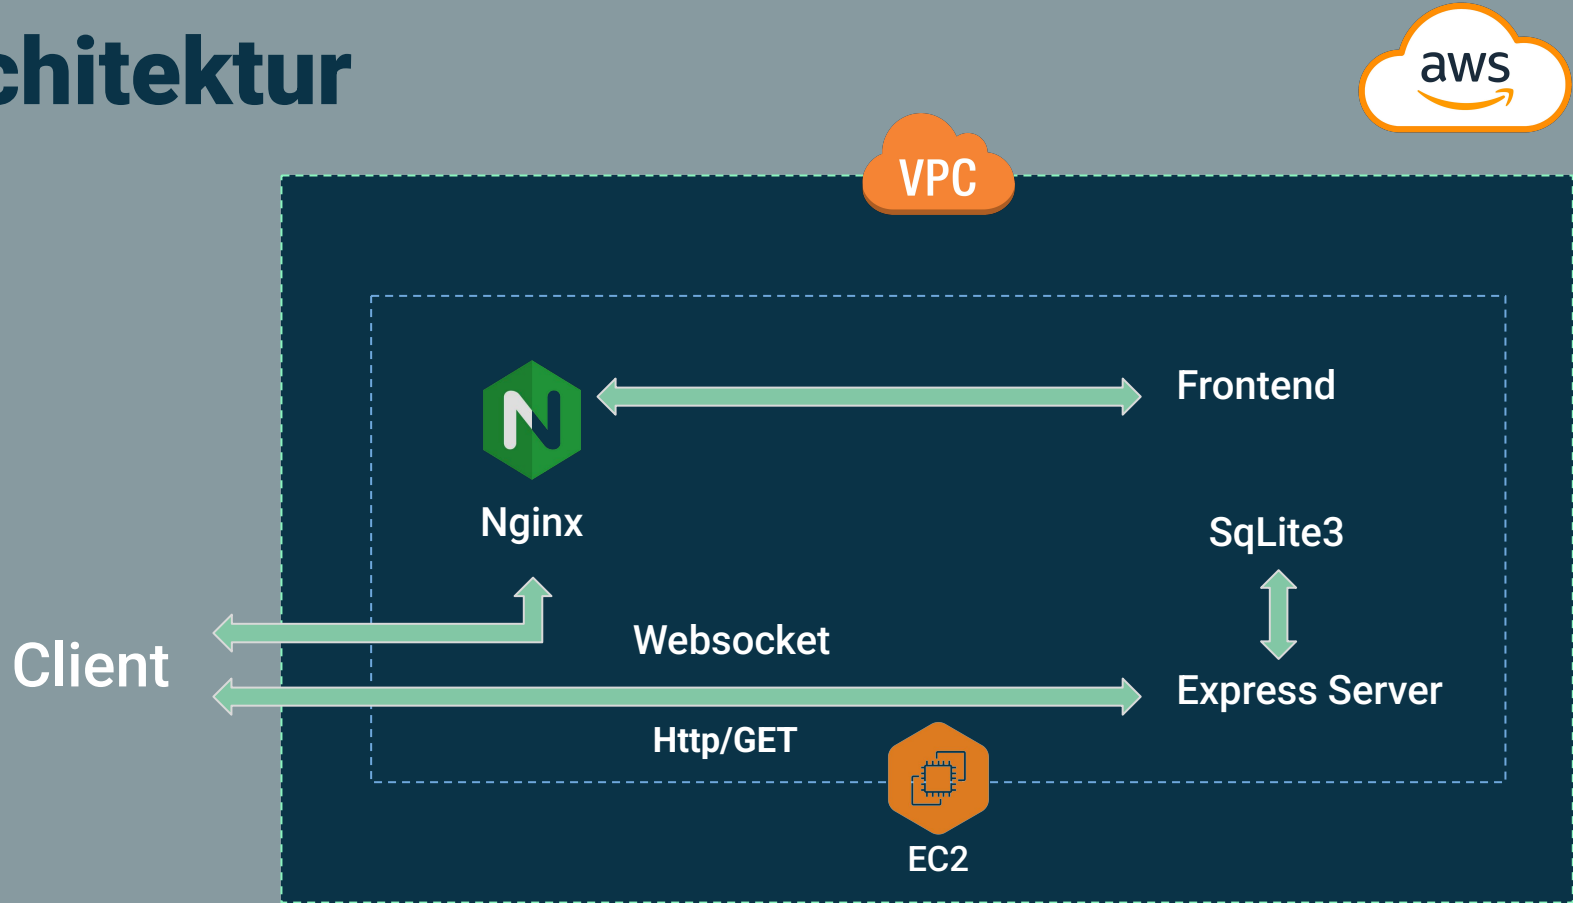 chitektur
aws
VPC
Frontend
Nginx
SqLite3
Websocket
Client
Express Server
Http/GET
EC2